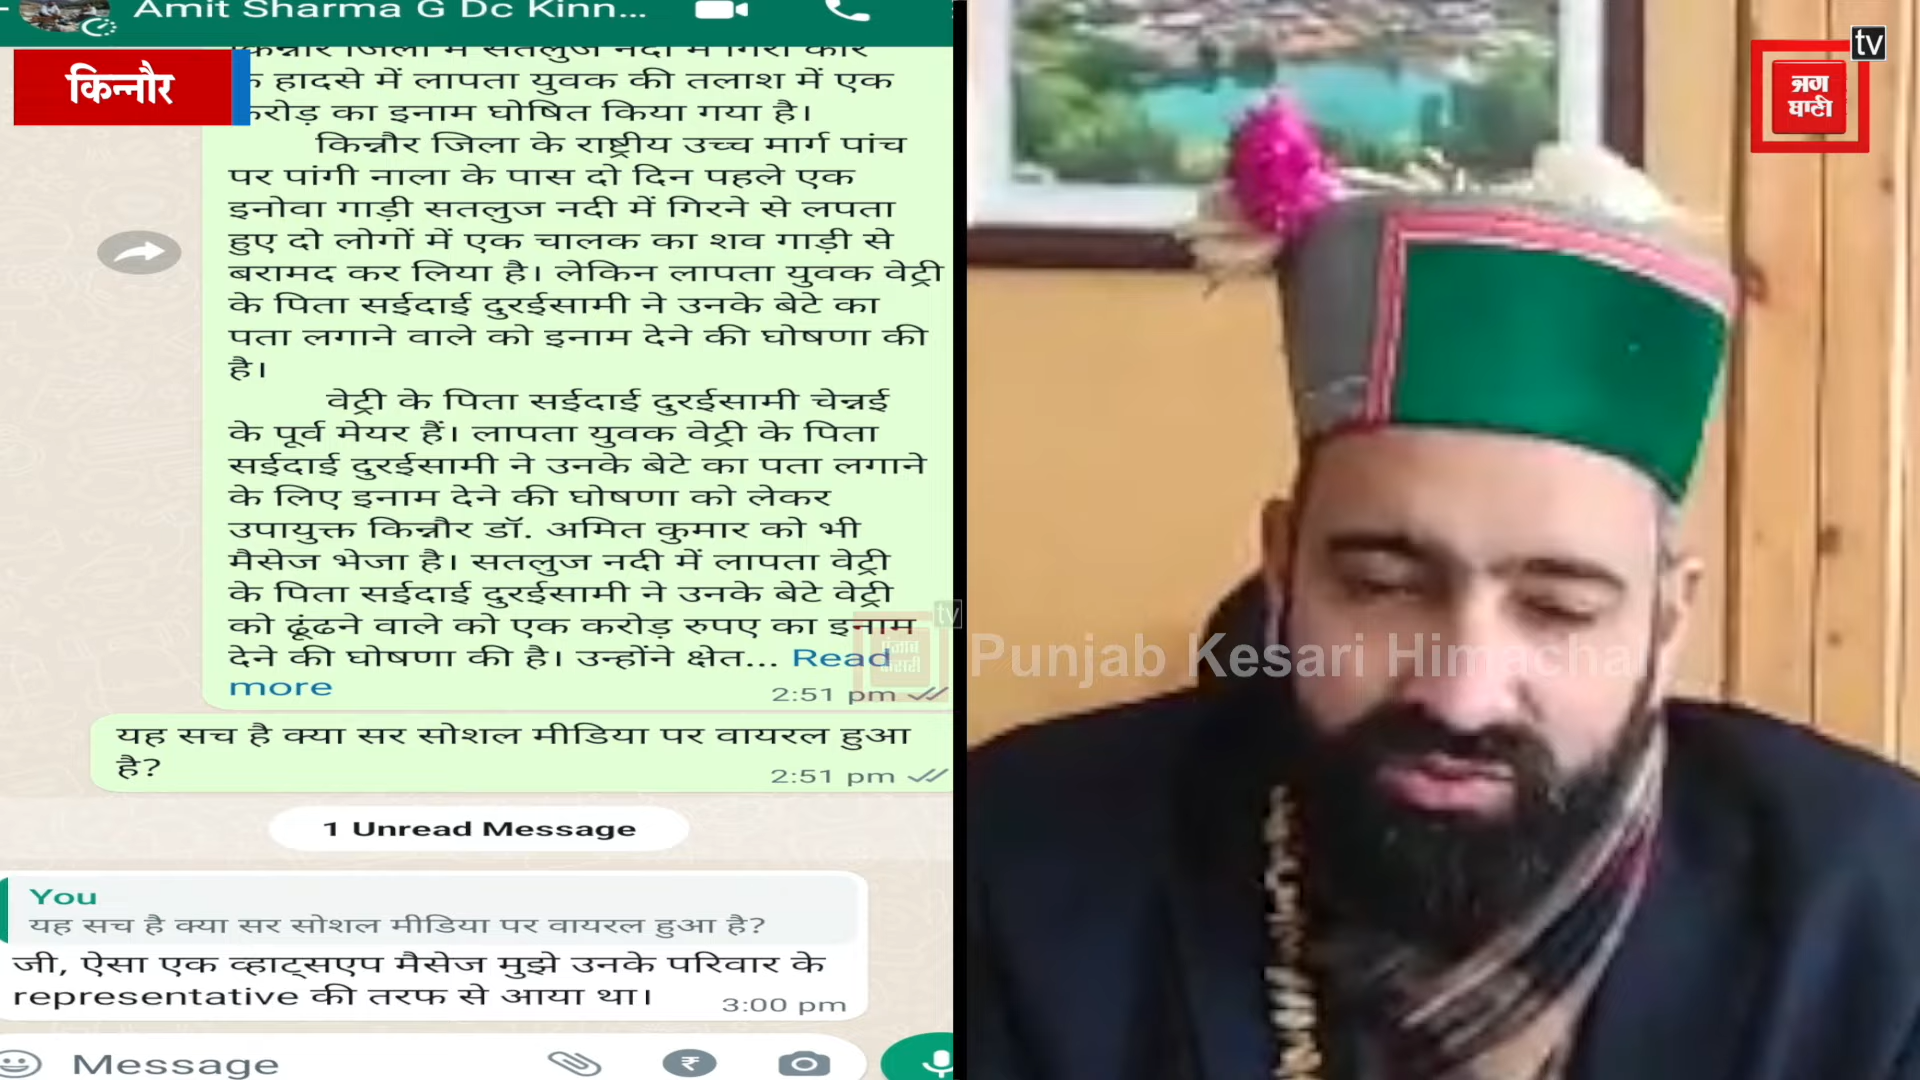 Amit Sharma G Dc Kinn...
किन्नौर
किन्नौर जिला में सतलुज नदी में गिरी कार
के हादसे में लापता युवक की तलाश में एक
करोड़ का इनाम घोषित किया गया है।
किन्नौर जिला के राष्ट्रीय उच्च मार्ग पांच
पर पांगी नाला के पास दो दिन पहले एक
इनोवा गाड़ी सतलुज नदी में गिरने से लपता
हुए दो लोगों में एक चालक का शव गाड़ी से
बरामद कर लिया है। लेकिन लापता युवक वेट्री
के पिता सईदाई दुरईसामी ने उनके बेटे का
पता लगाने वाले को इनाम देने की घोषणा की
है।
वेट्री के पिता सईदाई दुरईसामी चेन्नई
के पूर्व मेयर हैं। लापता युवक वेट्री के पिता
सईदाई दुरईसामी ने उनके बेटे का पता लगाने
के लिए इनाम देने की घोषणा को लेकर
उपायुक्त किन्नौर डॉ. अमित कुमार को भी
मैसेज भेजा है। सतलुज नदी में लापता वेट्री
के पिता सईदाई दुरईसामी ने उनके बेटे वेट्री
को ढूंढने वाले को एक करोड़ रुपए का इनाम
देने की घोषणा की है। उन्होंने क्षेत... Read
more
2:51 pm
यह सच है क्या सर सोशल मीडिया पर वायरल हुआ
है?
2:51 pm
1 Unread Message
You
यह सच है क्या सर सोशल मीडिया पर वायरल हुआ है?
जी, ऐसा एक व्हाट्सएप मैसेज मुझे उनके परिवार के
representative की तरफ से आया था।
3:00 pm
Message
tv
पंजाब
केसरी
Punjab Kesari Himachal
tv